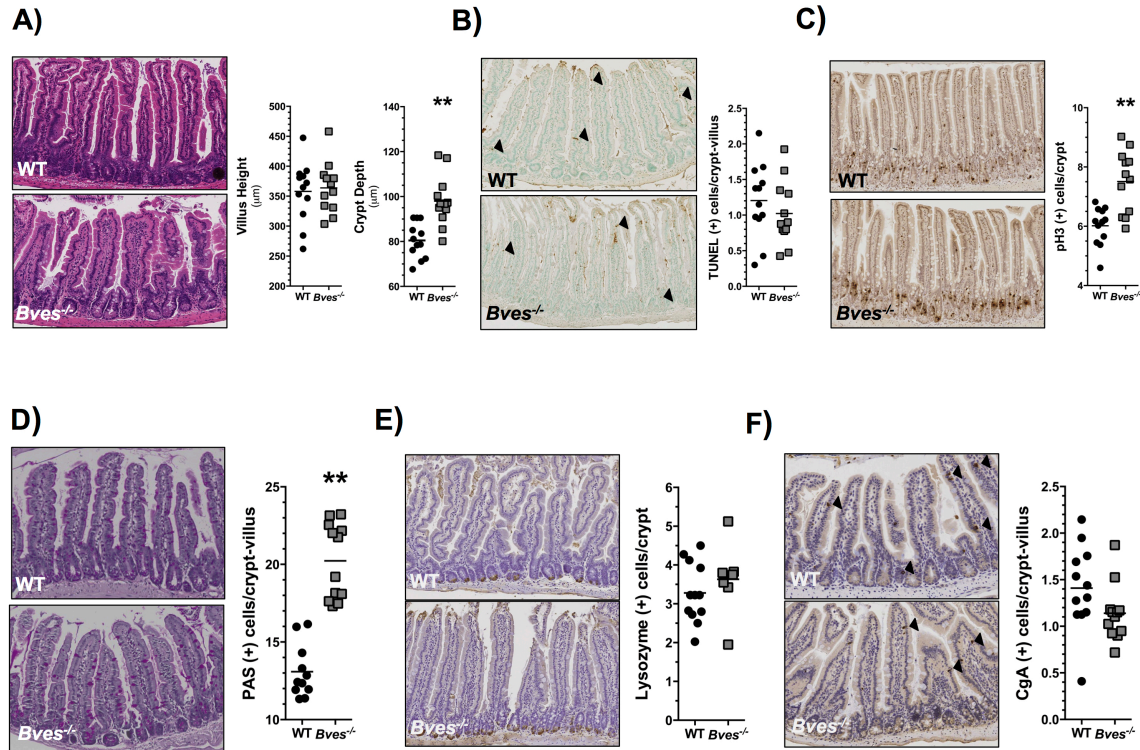 A)
WT
Bves-/-
Villus Height
(μm)
500
450
400
350
300
250
200
WT Bves-/-
Crypt Depth
(μm)
**
140
120
100
80
60
WT Bves-/-
B)
WT
Bves-/-
TUNEL (+) cells/crypt-villus
2.5
2.0
1.5
1.0
0.5
0.0
WT Bves-/-
C)
WT
Bves-/-
pH3 (+) cells/crypt
**
10
8
6
4
WT Bves-/-
D)
WT
Bves-/-
PAS (+) cells/crypt-villus
**
25
20
15
10
WT Bves-/-
E)
WT
Bves-/-
Lysozyme (+) cells/crypt
6
5
4
3
2
1
0
WT Bves-/-
F)
WT
Bves-/-
CgA (+) cells/crypt-villus
2.5
2.0
1.5
1.0
0.5
0.0
WT Bves-/-